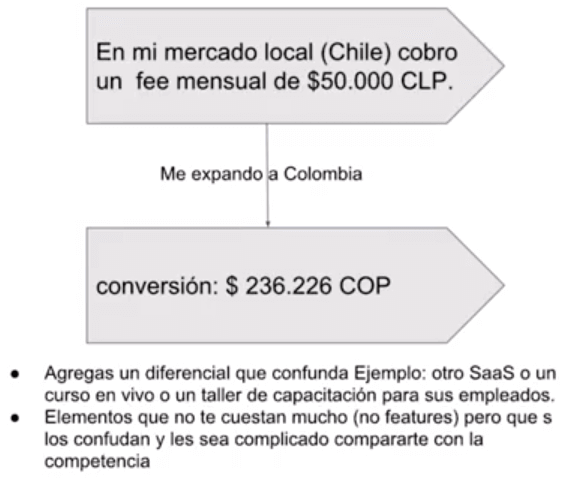 En mi mercado local (Chile) cobro
un fee mensual de $50.000 CLP.
Me expando a Colombia
conversión: $ 236.226 COP
● Agregas un diferencial que confunda Ejemplo: otro SaaS o un
curso en vivo o un taller de capacitación para sus empleados.
● Elementos que no te cuestan mucho (no features) pero que s
los confudan y les sea complicado compararte con la
competencia